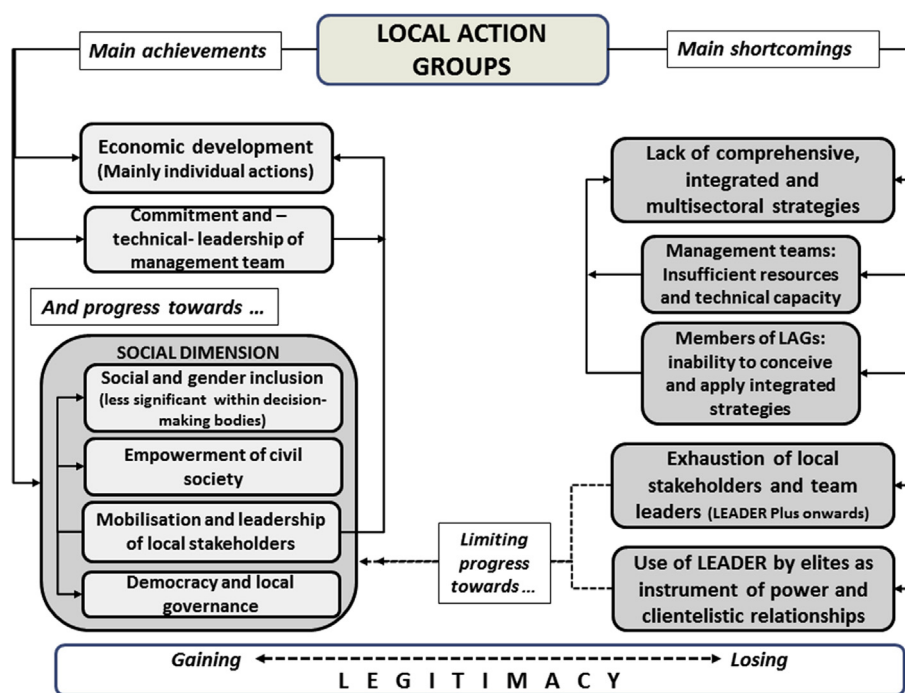 LOCAL ACTION
GROUPS
Main achievements
Main shortcomings
Economic development
(Mainly individual actions)
Commitment and –
technical- leadership of
management team
And progress towards ...
SOCIAL DIMENSION
Social and gender inclusion
(less significant within decision-
making bodies)
Empowerment of civil
society
Mobilisation and leadership
of local stakeholders
Democracy and local
governance
Lack of comprehensive,
integrated and
multisectoral strategies
Management teams:
Insufficient resources
and technical capacity
Members of LAGs:
inability to conceive
and apply integrated
strategies
Exhaustion of local
stakeholders and team
leaders (LEADER Plus onwards)
Use of LEADER by elites as
instrument of power and
clientelistic relationships
Limiting
progress
towards ...
Gaining
Losing
L E G I T I M A C Y